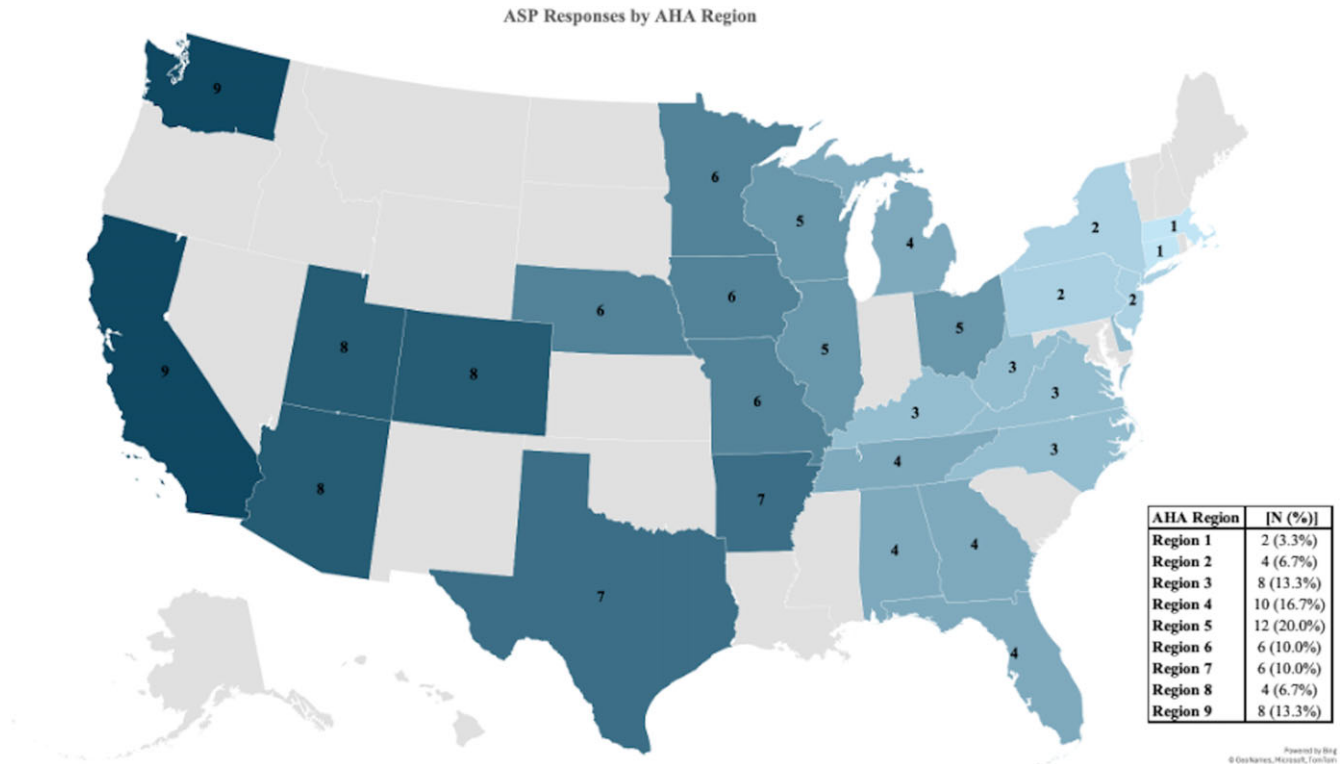 ASP Responses by AHA Region
9
6
5
4
2
1
1
6
6
2
2
8
8
5
5
3
9
6
3
3
4
3
8
7
4
4
7
4
AHA Region [N (%)]
Region 1 2 (3.3%)
Region 2 4 (6.7%)
Region 3 8 (13.3%)
Region 4 10 (16.7%)
Region 5 12 (20.0%)
Region 6 6 (10.0%)
Region 7 6 (10.0%)
Region 8 4 (6.7%)
Region 9 8 (13.3%)
Powered by Bing
© GeoNames, Microsoft, TomTom